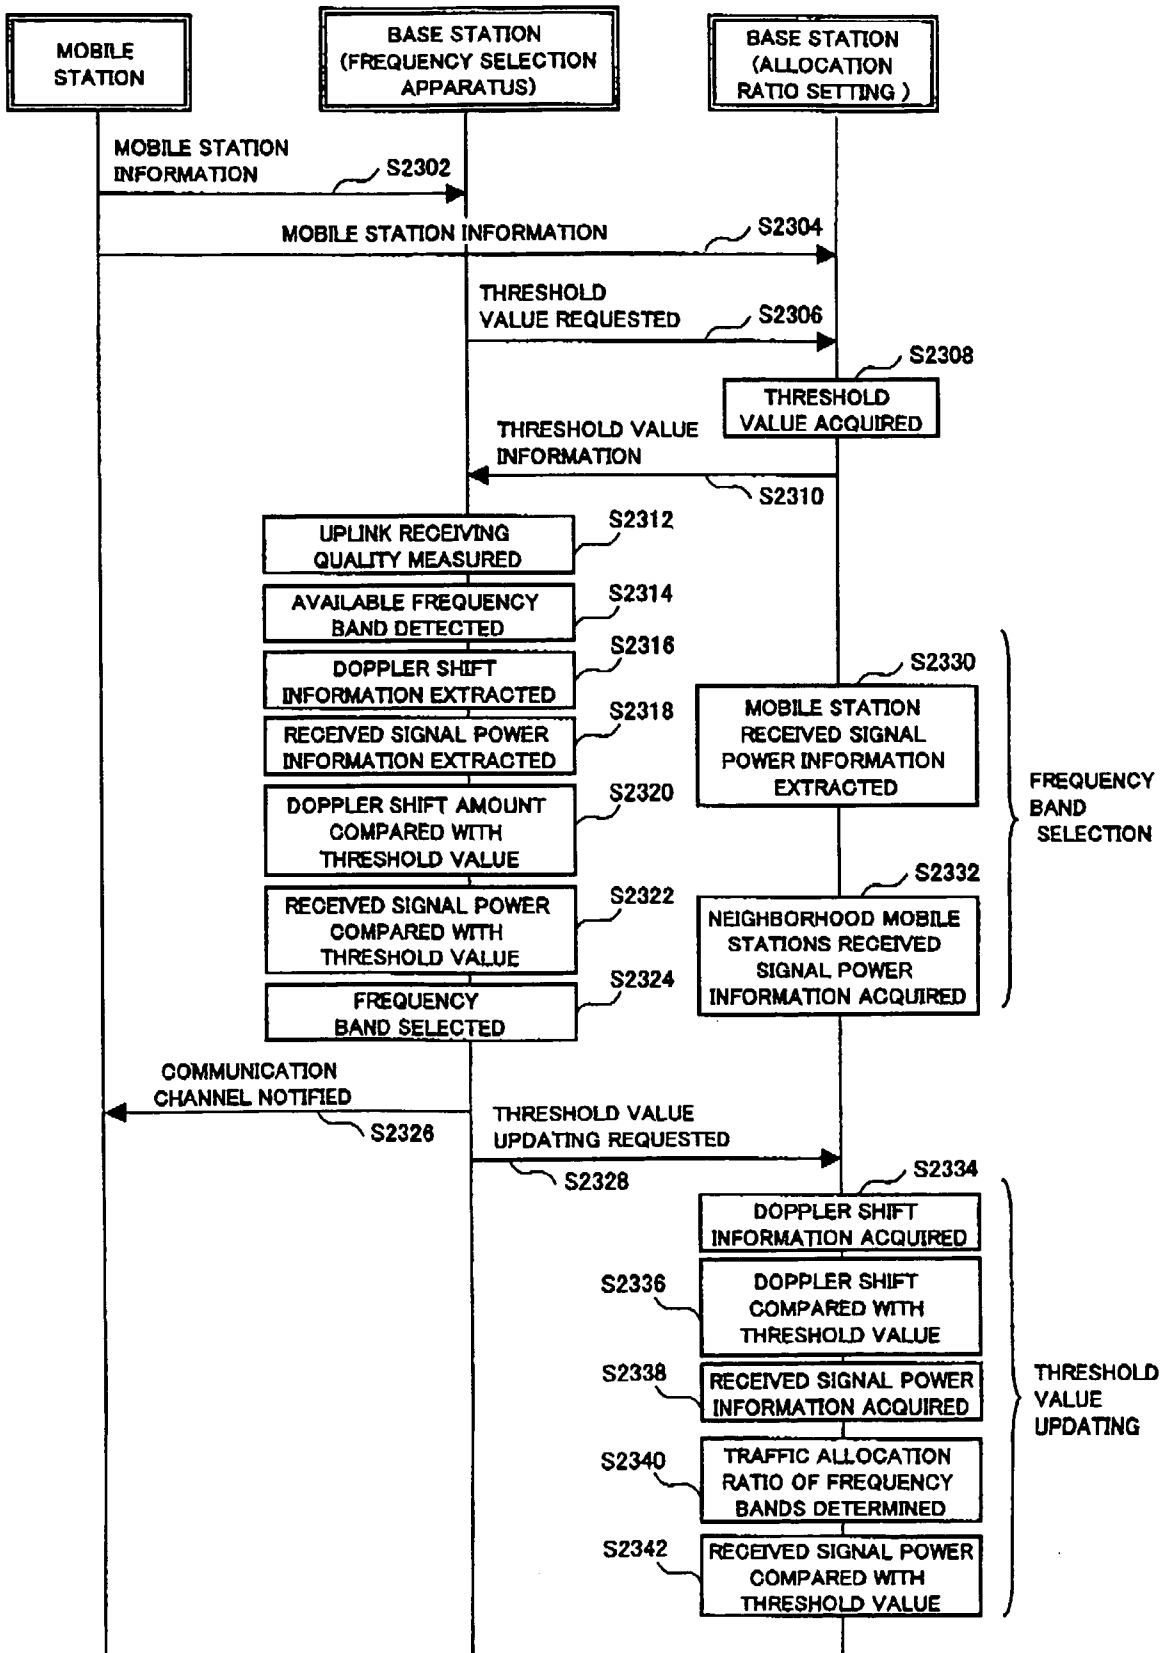 MOBILE
STATION
BASE STATION
(FREQUENCY SELECTION
APPARATUS)
BASE STATION
(ALLOCATION
RATIO SETTING )
MOBILE STATION
INFORMATION
S2302
MOBILE STATION INFORMATION
S2304
THRESHOLD
VALUE REQUESTED
S2306
S2308
THRESHOLD
VALUE ACQUIRED
THRESHOLD VALUE
INFORMATION
S2310
UPLINK RECEIVING
QUALITY MEASURED
S2312
AVAILABLE FREQUENCY
BAND DETECTED
S2314
DOPPLER SHIFT
INFORMATION EXTRACTED
S2316
RECEIVED SIGNAL POWER
INFORMATION EXTRACTED
S2318
DOPPLER SHIFT AMOUNT
COMPARED WITH
THRESHOLD VALUE
S2320
RECEIVED SIGNAL POWER
COMPARED WITH
THRESHOLD VALUE
S2322
FREQUENCY
BAND SELECTED
S2324
S2330
MOBILE STATION
RECEIVED SIGNAL
POWER INFORMATION
EXTRACTED
S2332
NEIGHBORHOOD MOBILE
STATIONS RECEIVED
SIGNAL POWER
INFORMATION ACQUIRED
FREQUENCY
BAND
SELECTION
COMMUNICATION
CHANNEL NOTIFIED
S2326
THRESHOLD VALUE
UPDATING REQUESTED
S2328
S2334
DOPPLER SHIFT
INFORMATION ACQUIRED
S2336
DOPPLER SHIFT
COMPARED WITH
THRESHOLD VALUE
S2338
RECEIVED SIGNAL POWER
INFORMATION ACQUIRED
S2340
TRAFFIC ALLOCATION
RATIO OF FREQUENCY
BANDS DETERMINED
S2342
RECEIVED SIGNAL POWER
COMPARED WITH
THRESHOLD VALUE
THRESHOLD
VALUE
UPDATING